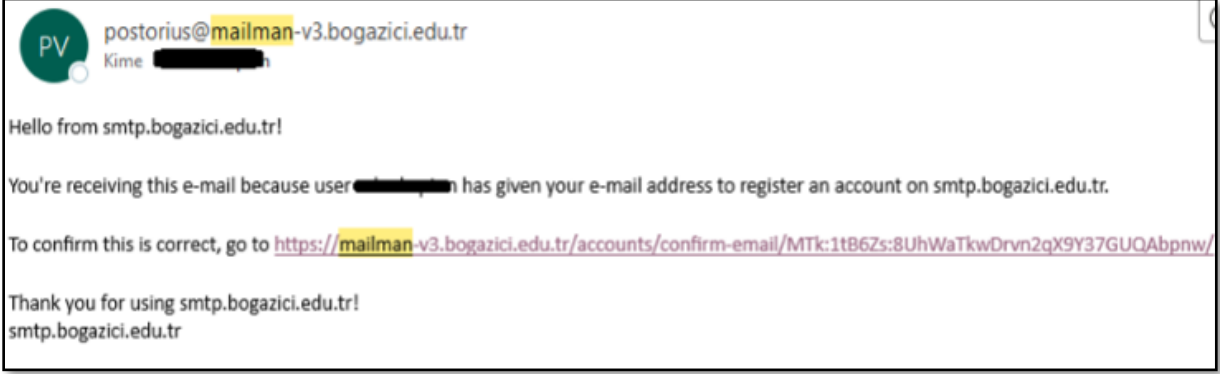 PV
postorius@mailman-v3.bogazici.edu.tr
Kime
Hello from smtp.bogazici.edu.tr!
You're receiving this e-mail because user has given your e-mail address to register an account on smtp.bogazici.edu.tr.
To confirm this is correct, go to https://mailman-v3.bogazici.edu.tr/accounts/confirm-email/MTk:1tB6Zs:8UhWaTkwDrvn2qX9Y37GUQAbpnw/
Thank you for using smtp.bogazici.edu.tr!
smtp.bogazici.edu.tr